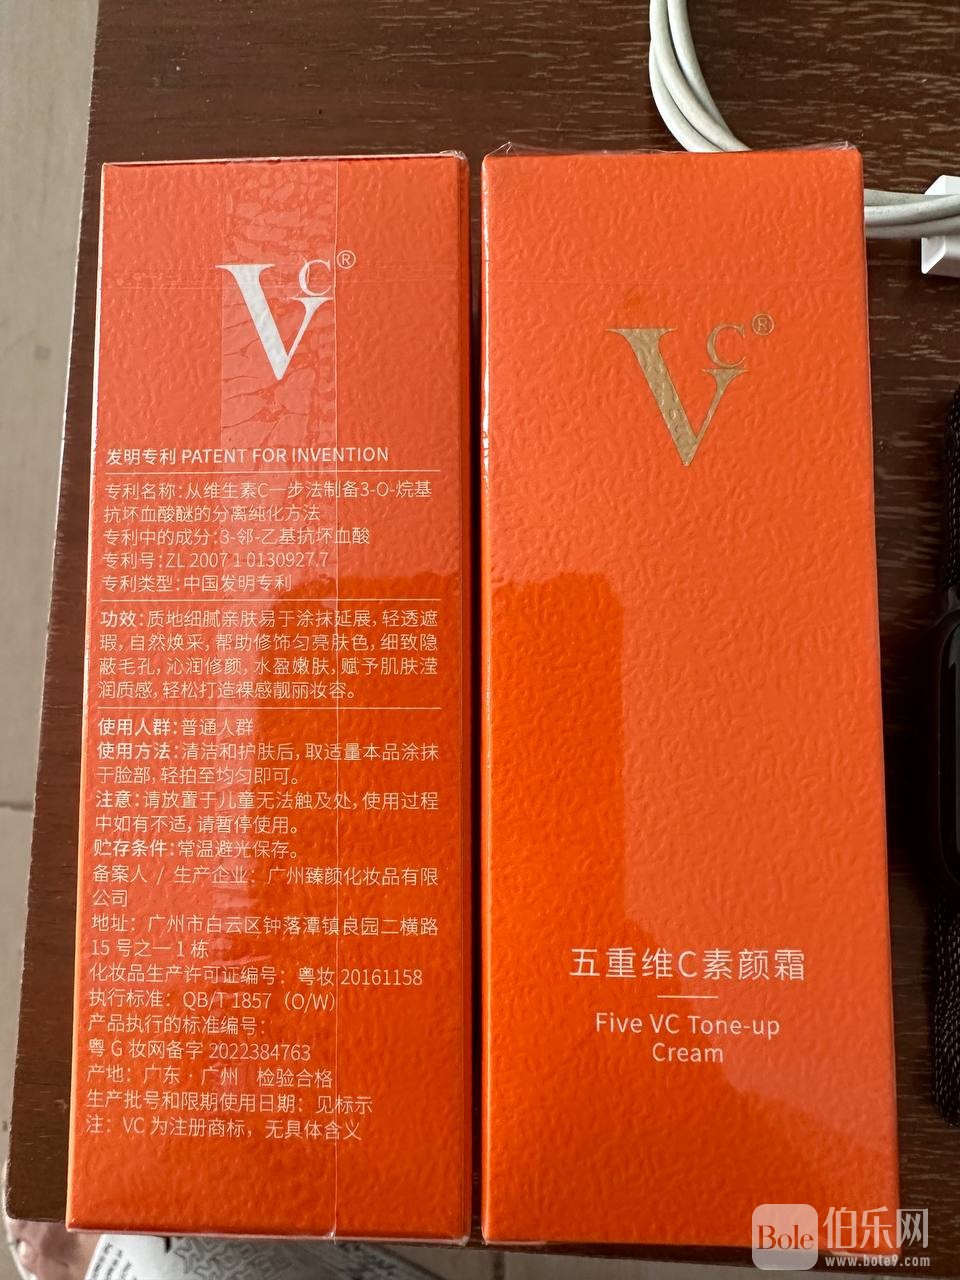 VC®
发明专利 PATENT FOR INVENTION
专利名称:从维生素C一步法制备3-O-烷基
抗坏血酸醚的分离纯化方法
专利中的成分:3-邻-乙基抗坏血酸
专利号:ZL 2007 1 0130927.7
专利类型:中国发明专利
功效:质地细腻亲肤易于涂抹延展,轻透遮
瑕,自然焕采,帮助修饰匀亮肤色,细致隐
蔽毛孔,沁润修颜,水盈嫩肤,赋予肌肤滢
润质感,轻松打造裸感靓丽妆容。
使用人群:普通人群
使用方法:清洁和护肤后,取适量本品涂抹
于脸部,轻拍至均匀即可。
注意:请放置于儿童无法触及处,使用过程
中如有不适,请暂停使用。
贮存条件:常温避光保存。
备案人 / 生产企业：广州臻颜化妆品有限
公司
地址：广州市白云区钟落潭镇良园二横路
15 号之一 1 栋
化妆品生产许可证编号：粤妆 20161158
执行标准：QB/T 1857（O/W）
产品执行的标准编号：
粤 G 妆网备字 2022384763
产地：广东 · 广州 检验合格
生产批号和限期使用日期：见标示
注：VC 为注册商标，无具体含义
VC®
五重维C素颜霜
Five VC Tone-up
Cream
Bole 伯乐网
www.bole9.com